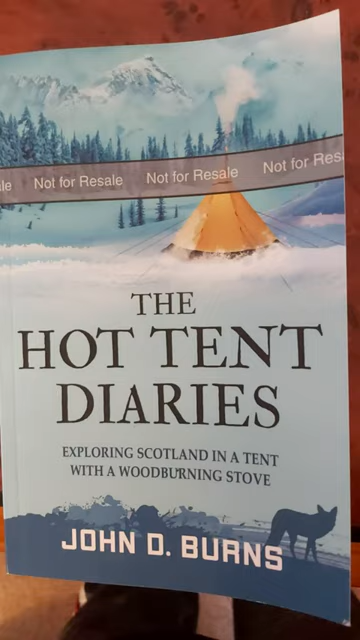 le Not for Resale Not for Resale Not for Res
THE
HOT TENT
DIARIES
EXPLORING SCOTLAND IN A TENT
WITH A WOODBURNING STOVE
JOHN D. BURNS